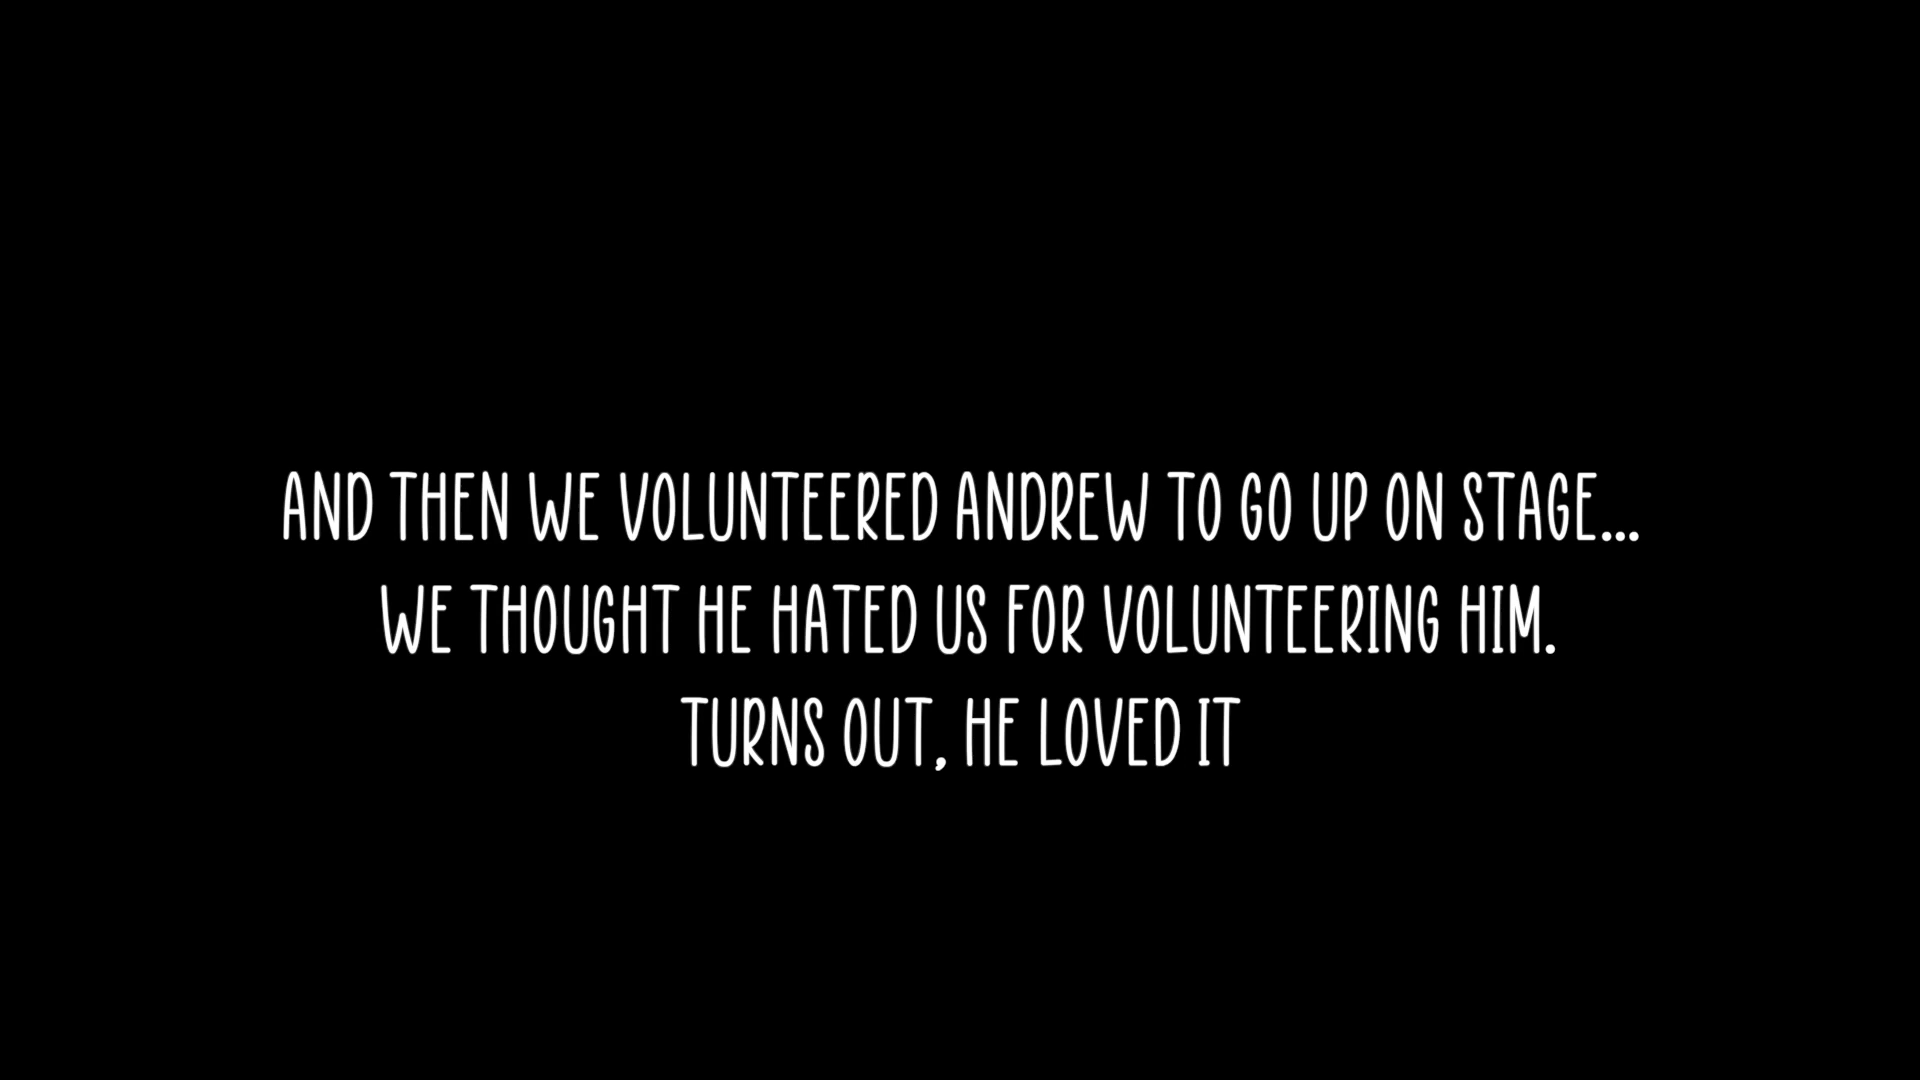 AND THEN WE VOLUNTEERED ANDREW TO GO UP ON STAGE...
WE THOUGHT HE HATED US FOR VOLUNTEERING HIM.
TURNS OUT, HE LOVED IT